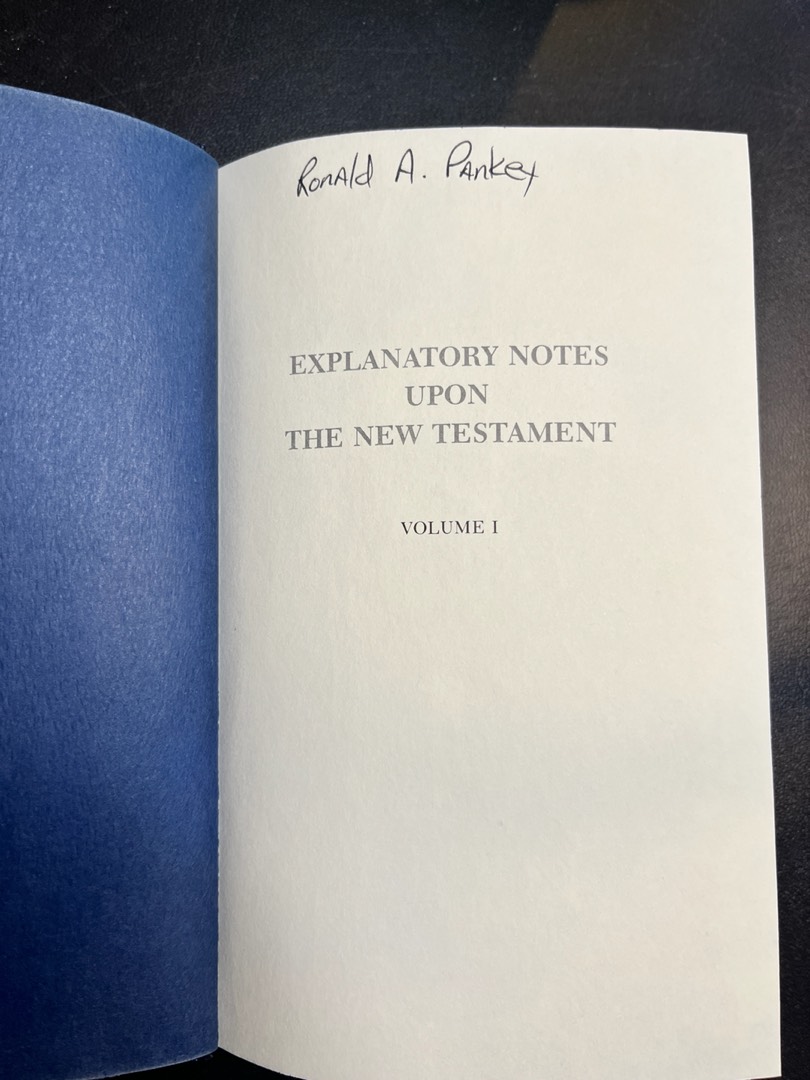 Ronald A. Pankey
EXPLANATORY NOTES
UPON
THE NEW TESTAMENT
VOLUME I